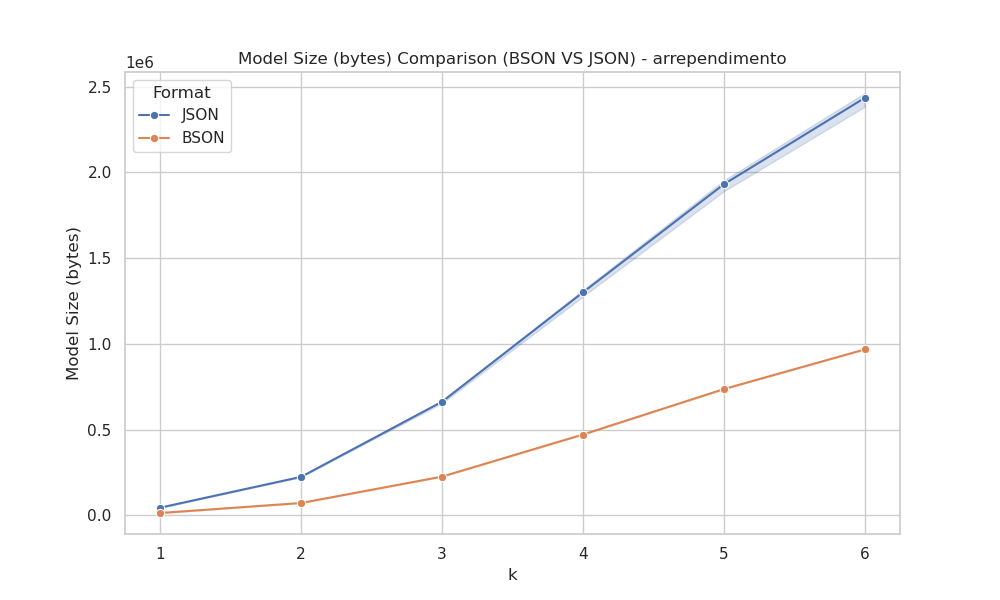 Model Size (bytes) Comparison (BSON VS JSON) - arrependimento
1e6
Format
JSON
BSON
2.5
2.0
1.5
1.0
0.5
0.0
Model Size (bytes)
1 2 3 4 5 6
k